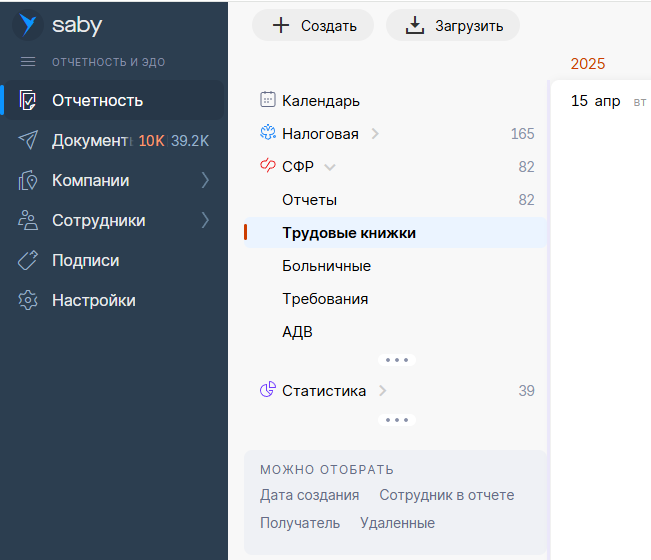 saby
ОТЧЕТНОСТЬ И ЭДО
Отчетность
Документы 10K 39.2K
Компании
Сотрудники
Подписи
Настройки
Создать
Загрузить
2025
Календарь
Налоговая 165
СФР 82
Отчеты 82
Трудовые книжки
Больничные
Требования
АДВ
Статистика 39
МОЖНО ОТОБРАТЬ
Дата создания Сотрудник в отчете
Получатель Удаленные
15 апр вт